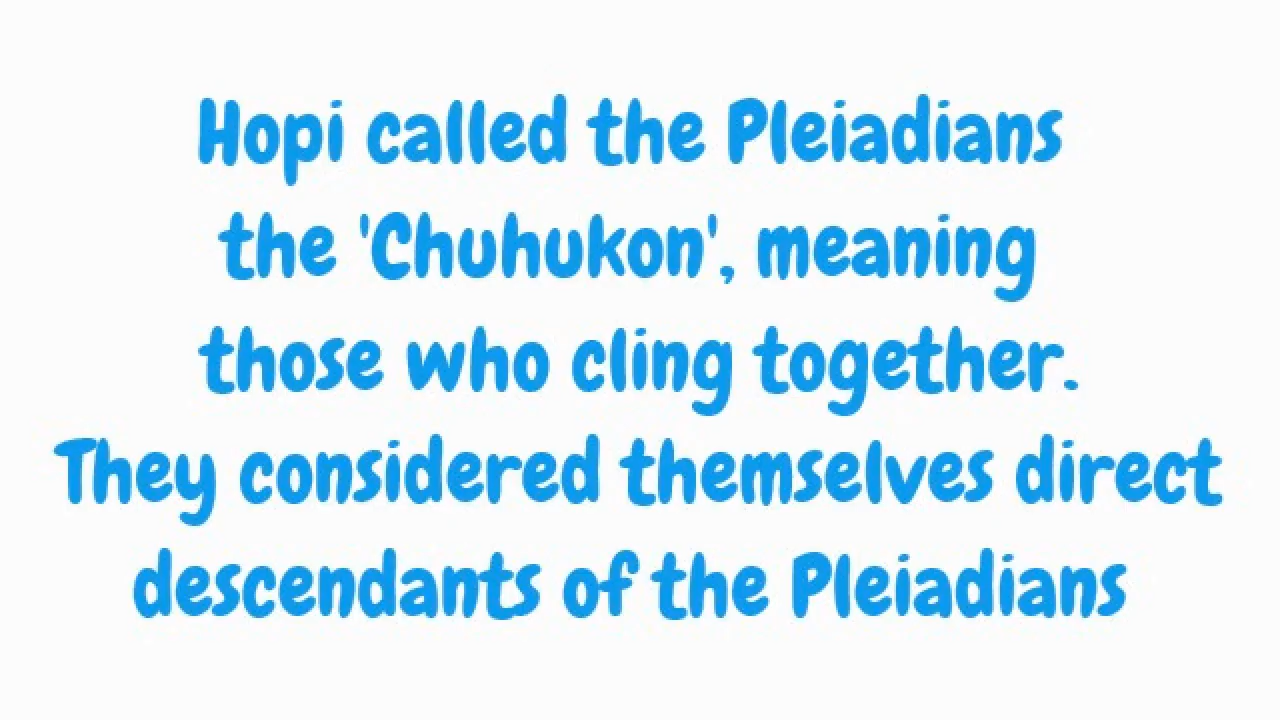 Hopi called the Pleiadians
the 'Chuhukon', meaning
those who cling together.
They considered themselves direct
descendants of the Pleiadians